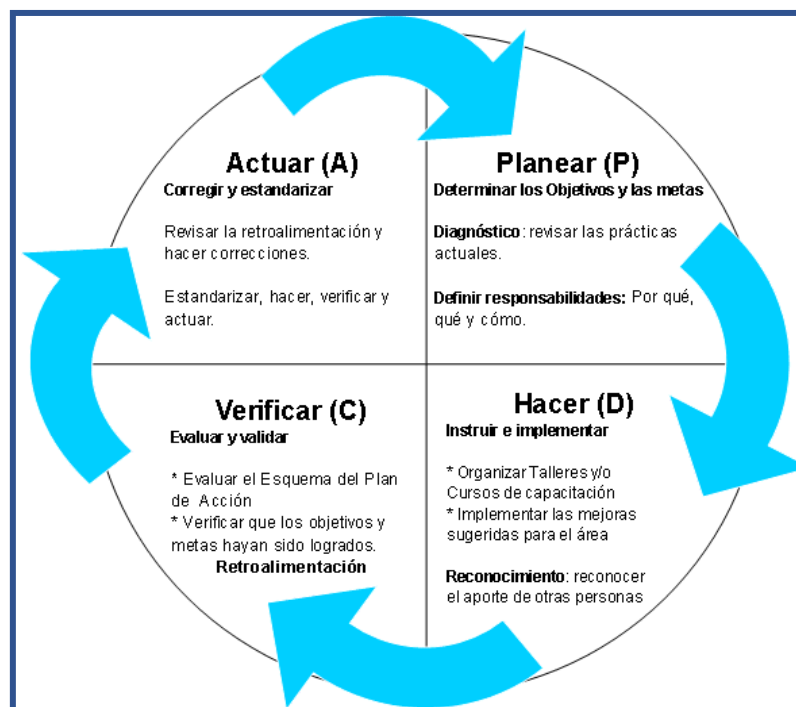 Actuar (A)
Corregir y estandarizar
Revisar la retroalimentación y
hacer correcciones.
Estandarizar, hacer, verificar y
actuar.
Planear (P)
Determinar los Objetivos y las metas
Diagnóstico: revisar las prácticas
actuales.
Definir responsabilidades: Por qué,
qué y cómo.
Verificar (C)
Evaluar y validar
* Evaluar el Esquema del Plan
de Acción
* Verificar que los objetivos y
metas hayan sido logrados.
Retroalimentación
Hacer (D)
Instruir e implementar
* Organizar Talleres y/o
Cursos de capacitación
* Implementar las mejoras
sugeridas para el área
Reconocimiento: reconocer
el aporte de otras personas